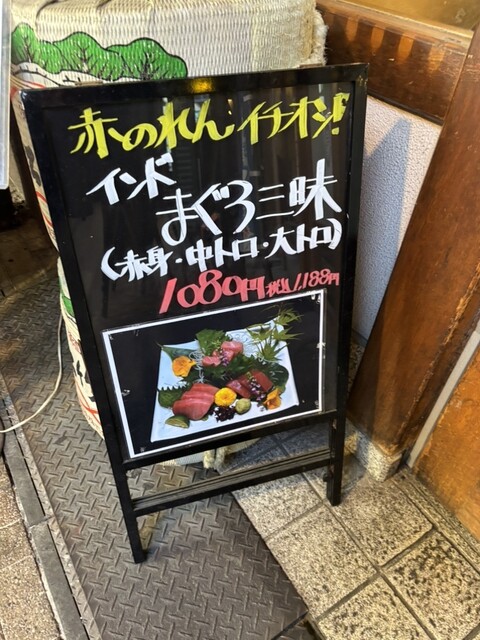 赤のれん イチオシ!
インド
まぐろ三昧
(赤身・中トロ・大トロ)
1080円 税込1,188円